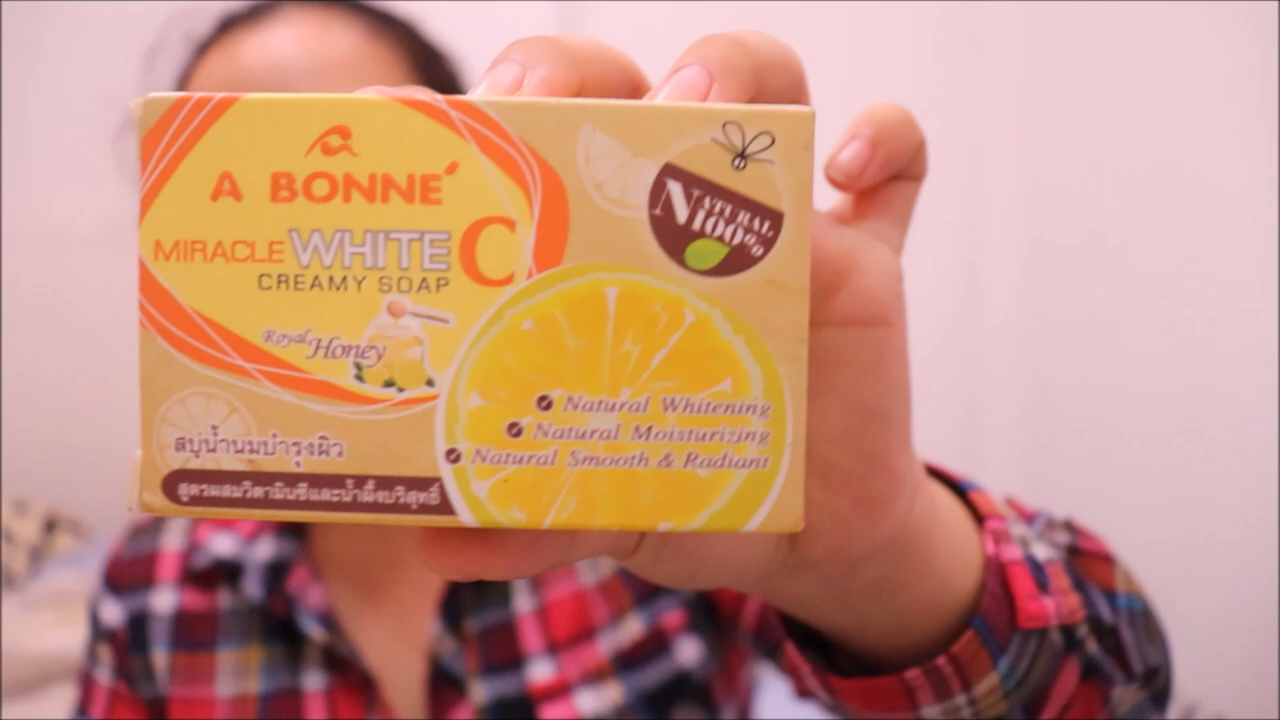 A BONNE'
MIRACLE WHITE C
CREAMY SOAP
Royal Honey
NATURAL
100%
Natural Whitening
Natural Moisturizing
Natural Smooth & Radiant
สบู่น้ำนมบำรุงผิว
สูตรผสมวิตามินซีและน้ำผึ้งบริสุทธิ์